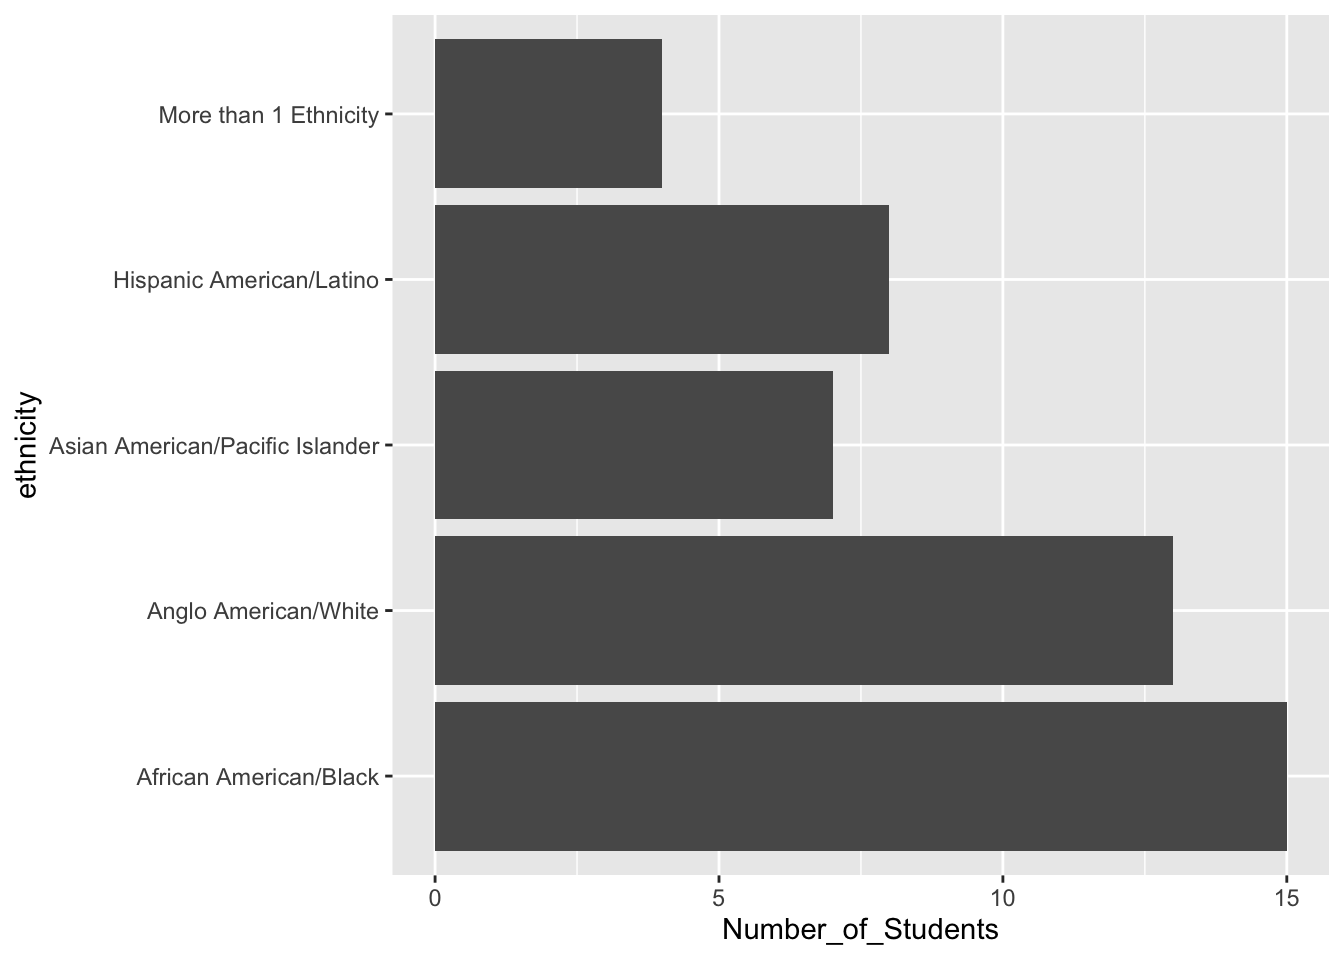 More than 1 Ethnicity
Hispanic American/Latino
Asian American/Pacific Islander
Anglo American/White
African American/Black
ethnicity
0 5 10 15
Number_of_Students